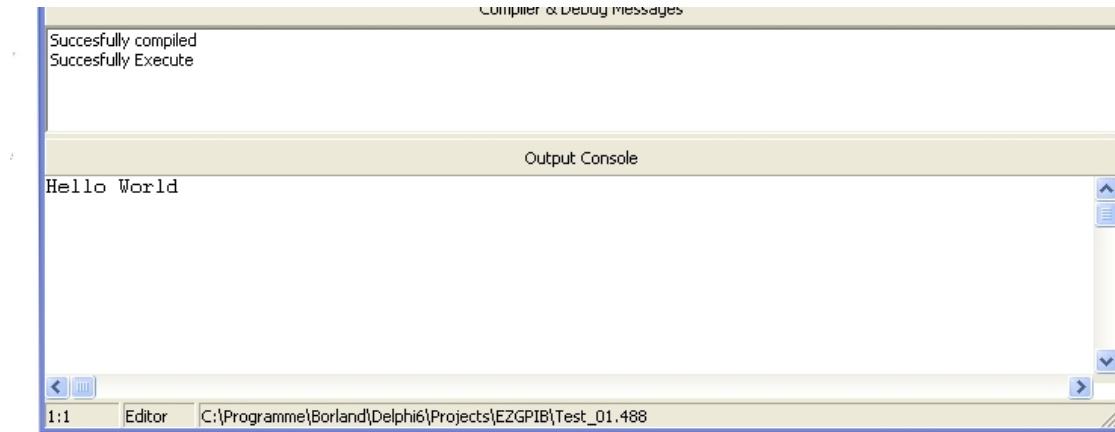 Compiler & Debug Messages
Succesfully compiled
Succesfully Execute
Output Console
Hello World
1:1 Editor C:\Programme\Borland\Delphi6\Projects\EZGPIB\Test_01.488